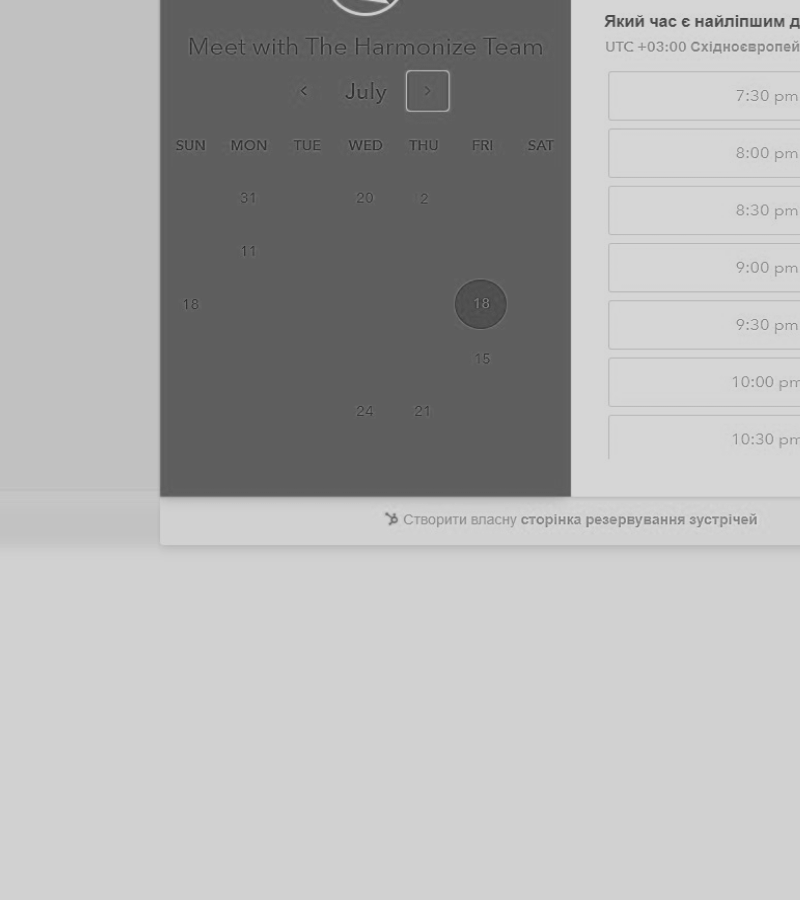 Meet with The Harmonize Team
July
SUN MON TUE WED THU FRI SAT
31 20 2
11
18 18
15
24 21
Який час є найліпшим д
UTC +03:00 Східноєвропей
7:30 pm
8:00 pm
8:30 pm
9:00 pm
9:30 pm
10:00 pm
10:30 pm
Створити власну сторінка резервування зустрічей